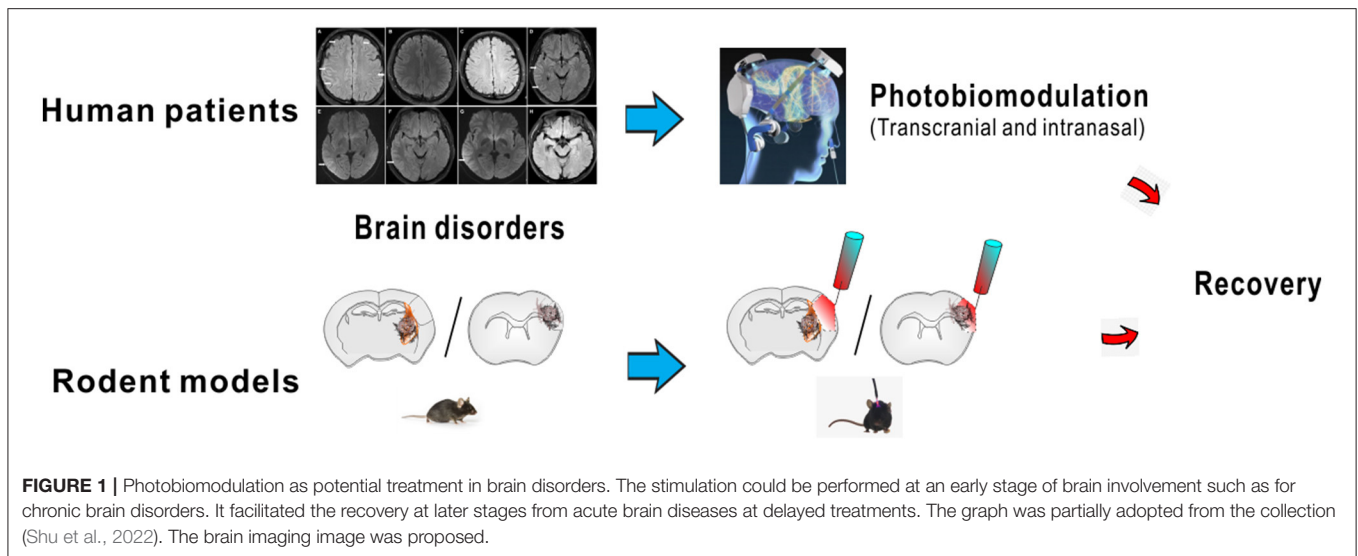 A B C D
Human patients
E F G H
Photobiomodulation
(Transcranial and intranasal)
Brain disorders
Recovery
Rodent models
FIGURE 1 | Photobiomodulation as potential treatment in brain disorders. The stimulation could be performed at an early stage of brain involvement such as for
chronic brain disorders. It facilitated the recovery at later stages from acute brain diseases at delayed treatments. The graph was partially adopted from the collection
(Shu et al., 2022). The brain imaging image was proposed.